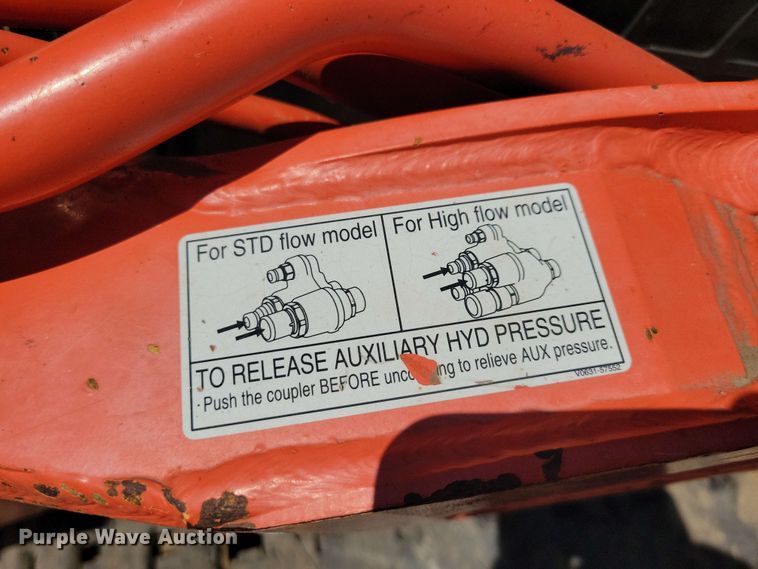 For STD flow model
For High flow model
TO RELEASE AUXILIARY HYD PRESSURE
· Push the coupler BEFORE unco ing to relieve AUX pressure.
V0631-57552
Purple Wave Auction